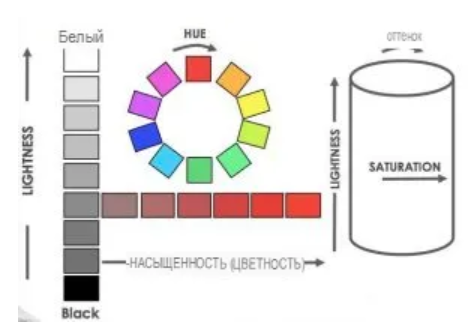 Белый
HUE
оттенок
LIGHTNESS
LIGHTNESS
SATURATION
НАСЫЩЕННОСТЬ (ЦВЕТНОСТЬ)
Black